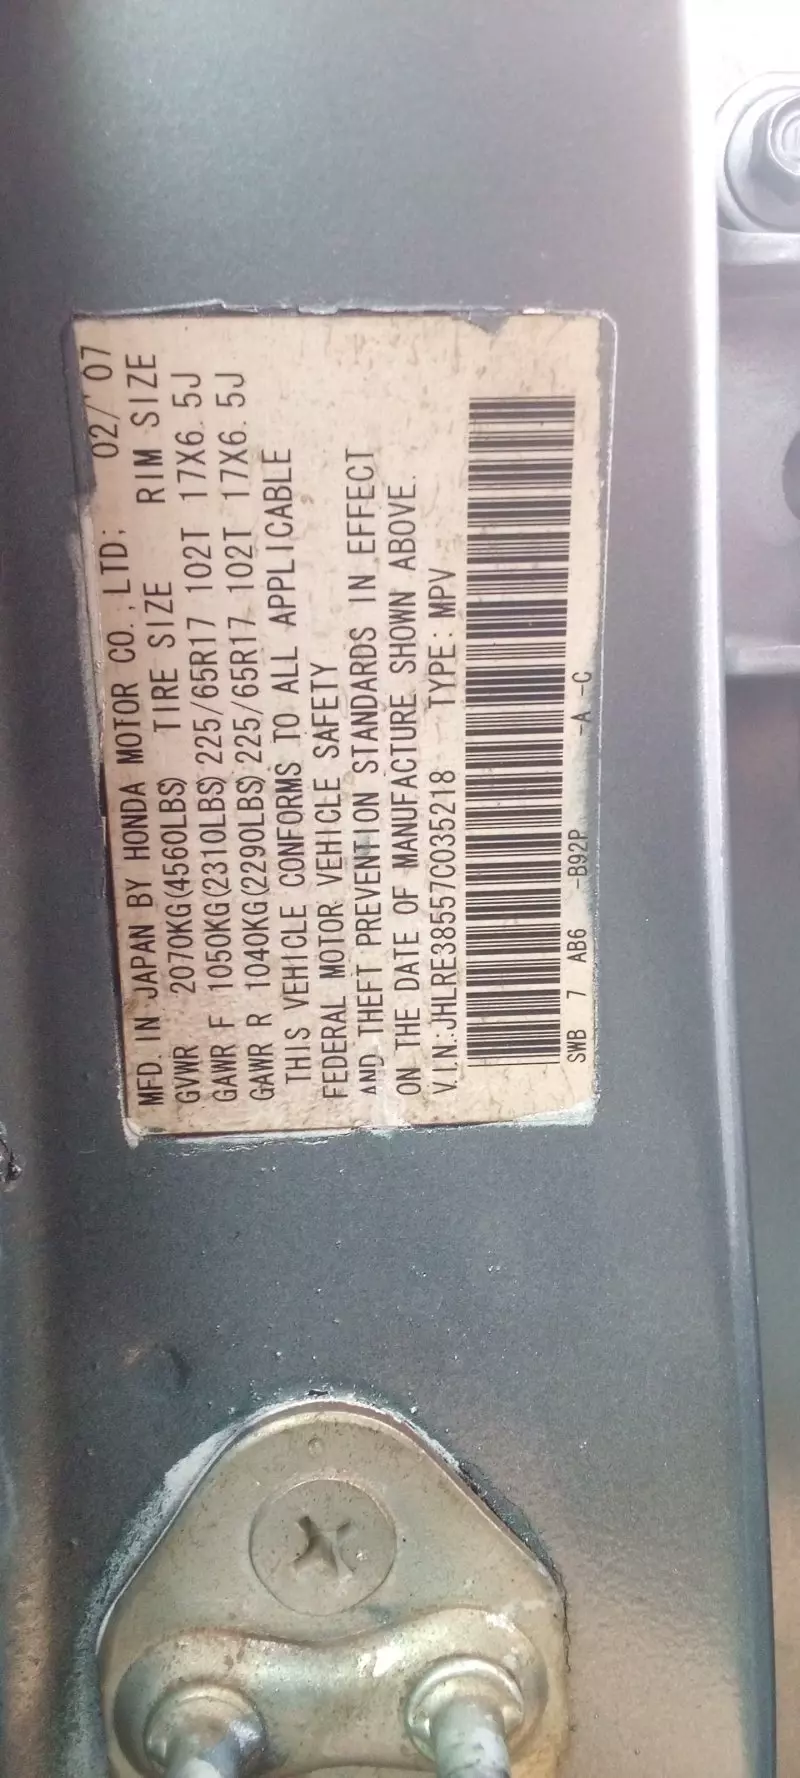 MFD. IN JAPAN BY HONDA MOTOR CO.,LTD; 02/ 07
GVWR 2070KG(4560LBS) TIRE SIZE RIM SIZE
GAWR F 1050KG(2310LBS) 225/65R17 102T 17X6. 5J
GAWR R 1040KG(2290LBS) 225/65R17 102T 17X6. 5J
THIS VEHICLE CONFORMS TO ALL APPLICABLE
FEDERAL MOTOR VEHICLE SAFETY
AND THEFT PREVENTION STANDARDS IN EFFECT
ON THE DATE OF MANUFACTURE SHOWN ABOVE.
V.I.N.:JHLRE38557C035218 TYPE:MPV
SWB 7 AB6 -B92P -A -C